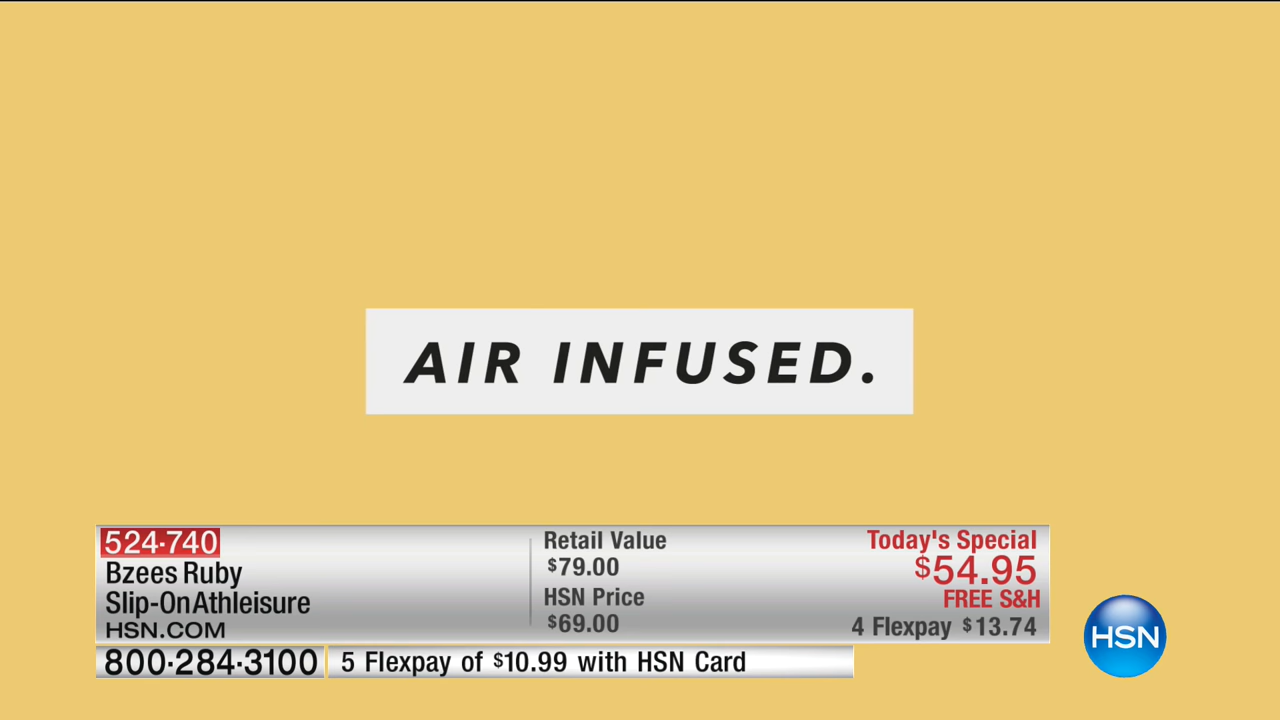 AIR INFUSED.
524·740
Bzees Ruby
Slip-On Athleisure
HSN.COM
Retail Value
$79.00
HSN Price
$69.00
Today's Special
$54.95
FREE S&H
4 Flexpay $13.74
HSN
800·284·3100
5 Flexpay of $10.99 with HSN Card